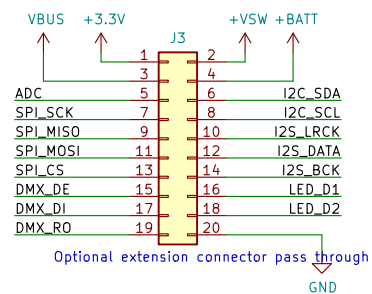 VBUS +3.3V +VSW +BATT
J3
1 2
3 4
ADC 5 6 I2C_SDA
SPI_SCK 7 8 I2C_SCL
SPI_MISO 9 10 I2S_LRCK
SPI_MOSI 11 12 I2S_DATA
SPI_CS 13 14 I2S_BCK
DMX_DE 15 16 LED_D1
DMX_DI 17 18 LED_D2
DMX_RO 19 20
Optional extension connector pass through
GND